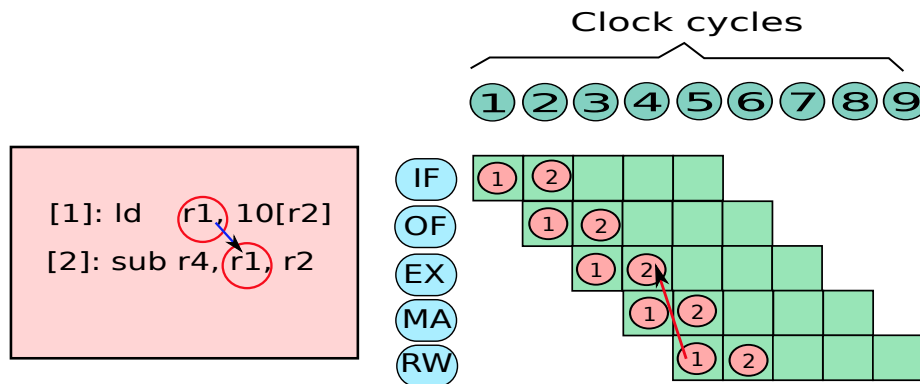 Clock cycles
1 2 3 4 5 6 7 8 9
[1]: ld r1, 10[r2]
[2]: sub r4, r1, r2
IF 1 2
OF 1 2
EX 1 2
MA 1 2
RW 1 2